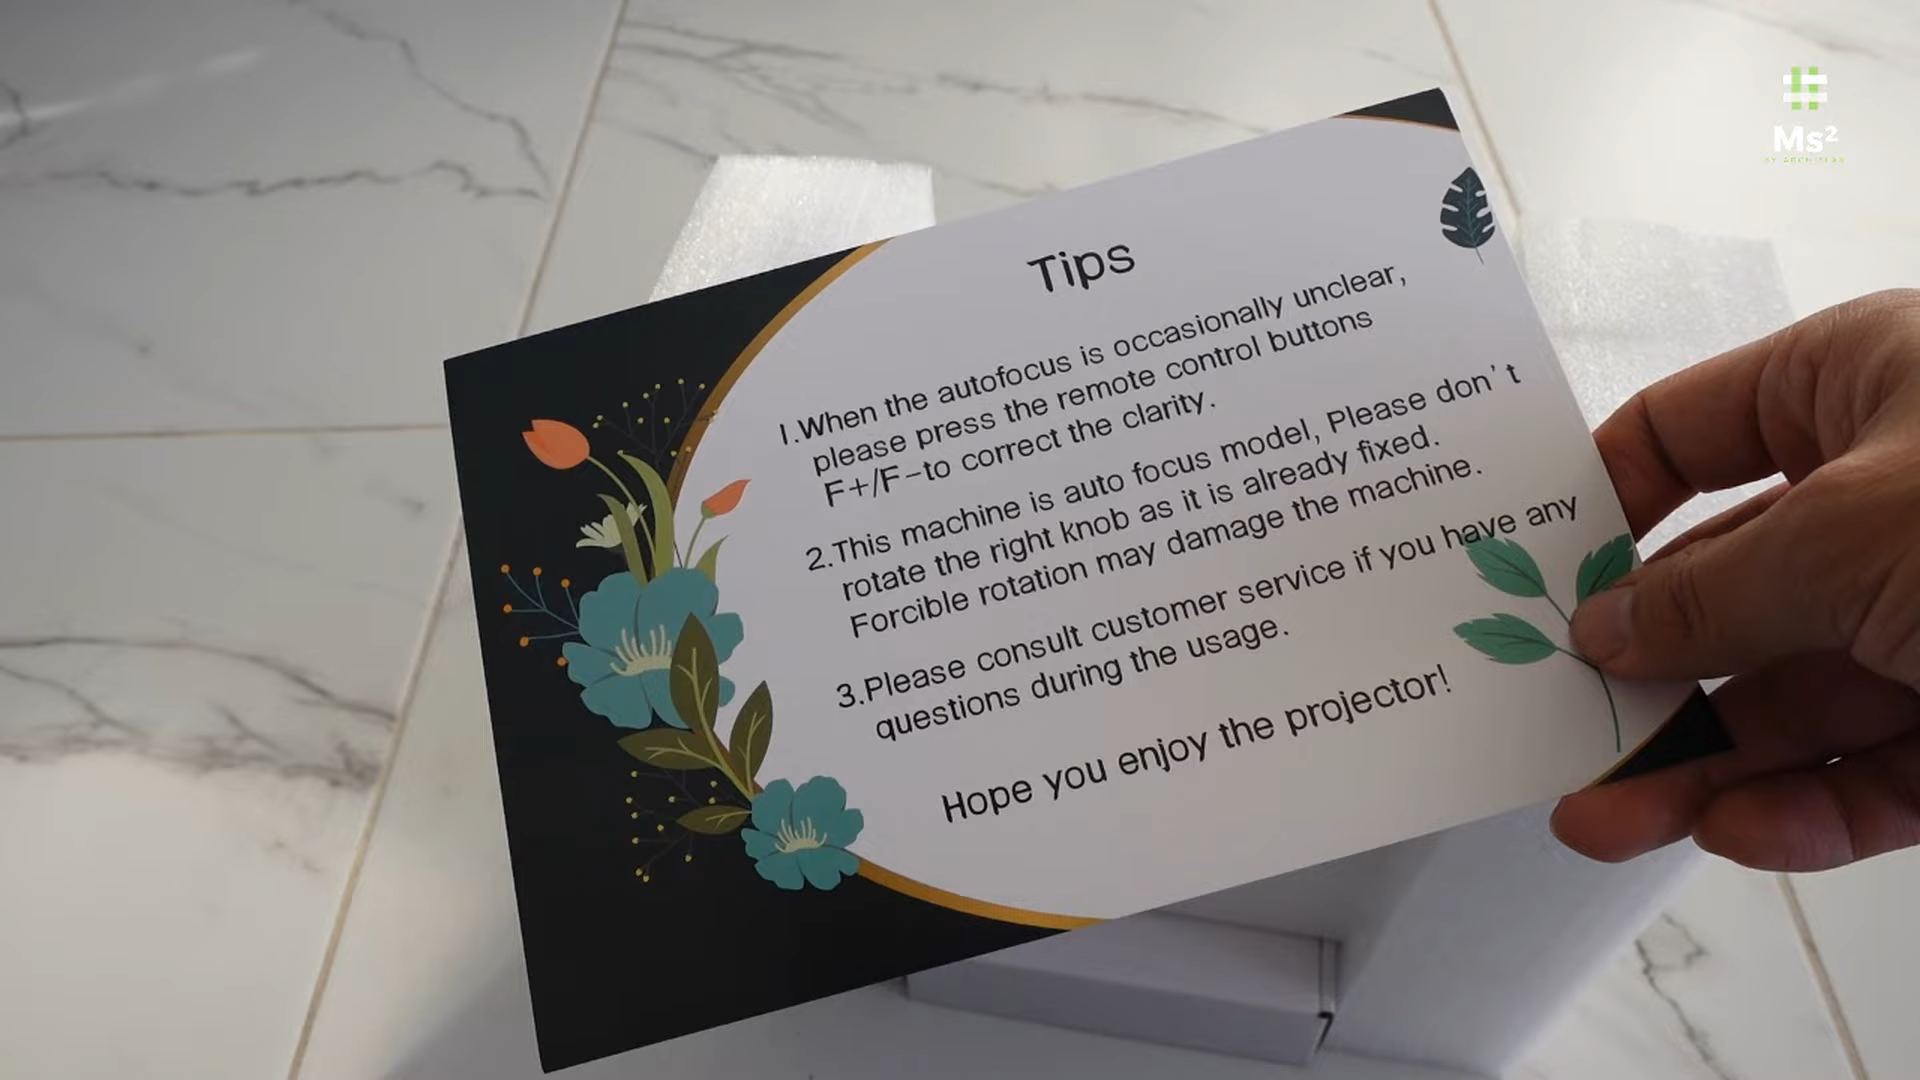 Ms²
BY ARCHIPLAN
Tips
1.When the autofocus is occasionally unclear,
please press the remote control buttons
F+/F-to correct the clarity.
2.This machine is auto focus model, Please don't
rotate the right knob as it is already fixed.
Forcible rotation may damage the machine.
3.Please consult customer service if you have any
questions during the usage.
Hope you enjoy the projector!